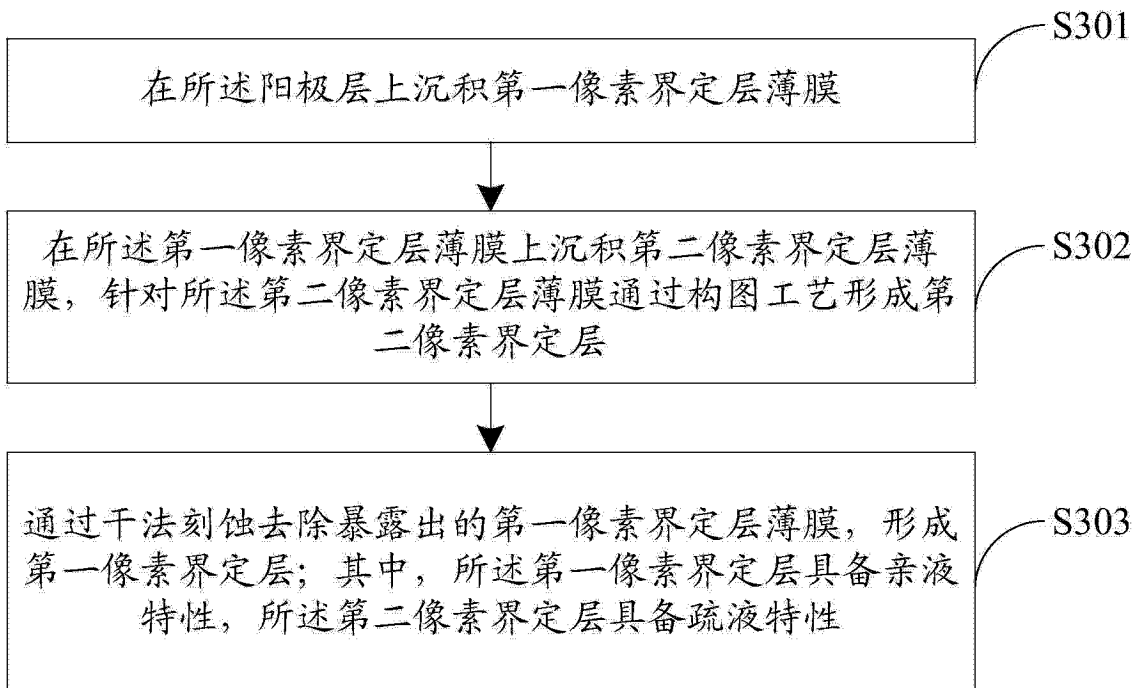 S301
在所述阳极层上沉积第一像素界定层薄膜
S302
在所述第一像素界定层薄膜上沉积第二像素界定层薄
膜，针对所述第二像素界定层薄膜通过构图工艺形成第
二像素界定层
S303
通过干法刻蚀去除暴露出的第一像素界定层薄膜，形成
第一像素界定层；其中，所述第一像素界定层具备亲液
特性，所述第二像素界定层具备疏液特性